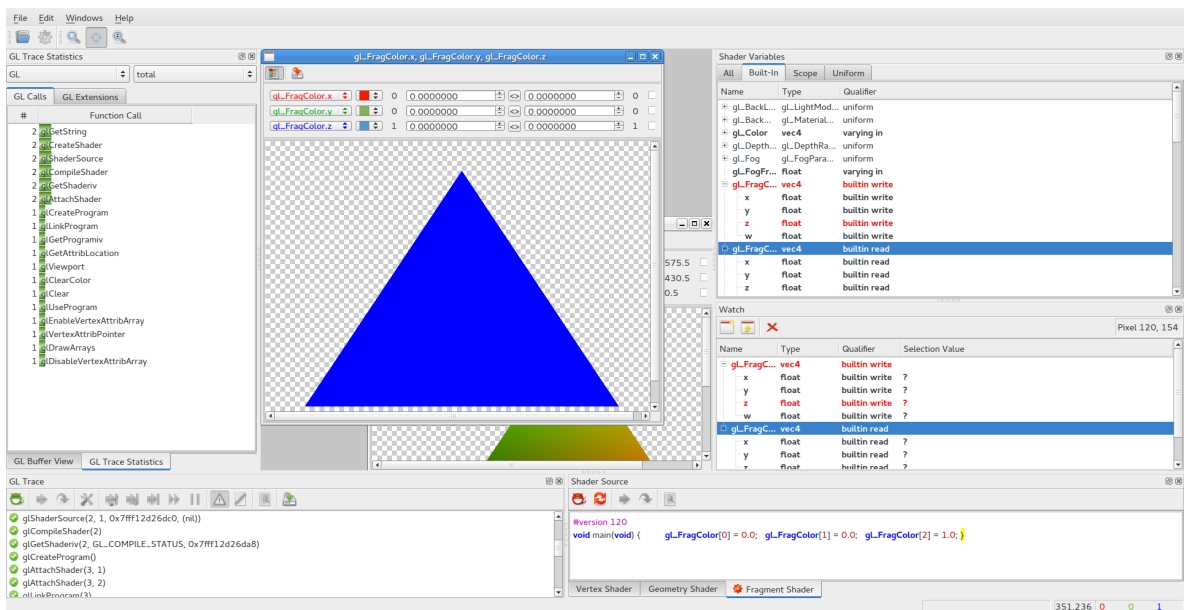 File Edit Windows Help
GL Trace Statistics
GL total
GL Calls GL Extensions
# Function Call
2 glGetString
2 glCreateShader
2 glShaderSource
2 glCompileShader
2 glGetShaderiv
2 glAttachShader
1 glCreateProgram
1 glLinkProgram
1 glGetProgramiv
1 glGetAttribLocation
1 glViewport
1 glClearColor
1 glClear
1 glUseProgram
1 glEnableVertexAttribArray
1 glVertexAttribPointer
1 glDrawArrays
1 glDisableVertexAttribArray
GL Buffer View GL Trace Statistics
gl_FragColor.x, gl_FragColor.y, gl_FragColor.z
gl_FragColor.x 0 0.0000000 <> 0.0000000 0
gl_FragColor.y 0 0.0000000 <> 0.0000000 0
gl_FragColor.z 1 0.0000000 <> 0.0000000 1
575.5
430.5
0.5
Shader Variables
All Built-In Scope Uniform
Name Type Qualifier
gl_BackL... gl_LightMod... uniform
gl_Back... gl_Material... uniform
gl_Color vec4 varying in
gl_Depth... gl_DepthRa... uniform
gl_Fog gl_FogPara... uniform
gl_FogFr... float varying in
gl_FragC... vec4 builtin write
x float builtin write
y float builtin write
z float builtin write
w float builtin write
gl_FragC... vec4 builtin read
x float builtin read
y float builtin read
z float builtin read
Watch
Pixel 120, 154
Name Type Qualifier Selection Value
gl_FragC... vec4 builtin write
x float builtin write ?
y float builtin write ?
z float builtin write ?
w float builtin write ?
gl_FragC... vec4 builtin read
x float builtin read ?
y float builtin read ?
z float builtin read ?
GL Trace
glShaderSource(2, 1, 0x7fff12d26dc0, (nil))
glCompileShader(2)
glGetShaderiv(2, GL_COMPILE_STATUS, 0x7fff12d26da8)
glCreateProgram()
glAttachShader(3, 1)
glAttachShader(3, 2)
glLinkProgram(3)
Shader Source
#version 120
void main(void) { gl_FragColor[0] = 0.0; gl_FragColor[1] = 0.0; gl_FragColor[2] = 1.0; }
Vertex Shader Geometry Shader Fragment Shader
351,236 0 0 1